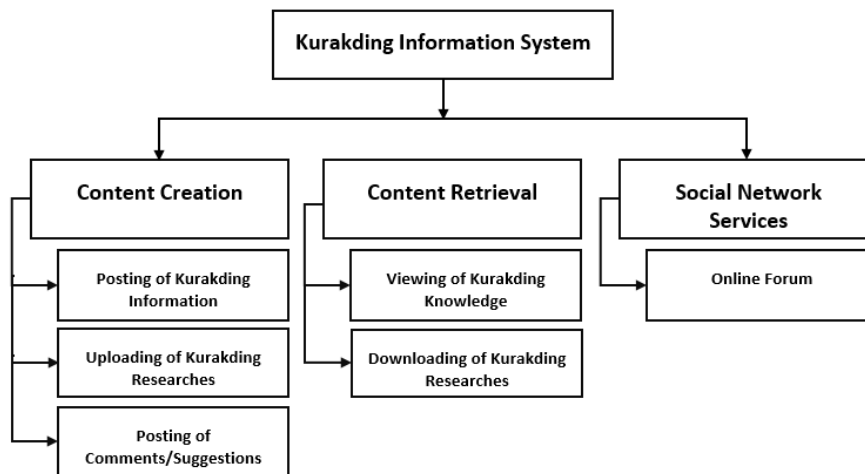 Kurakding Information System
Content Creation
Posting of Kurakding
Information
Uploading of Kurakding
Researches
Posting of
Comments/Suggestions
Content Retrieval
Viewing of Kurakding
Knowledge
Downloading of Kurakding
Researches
Social Network
Services
Online Forum